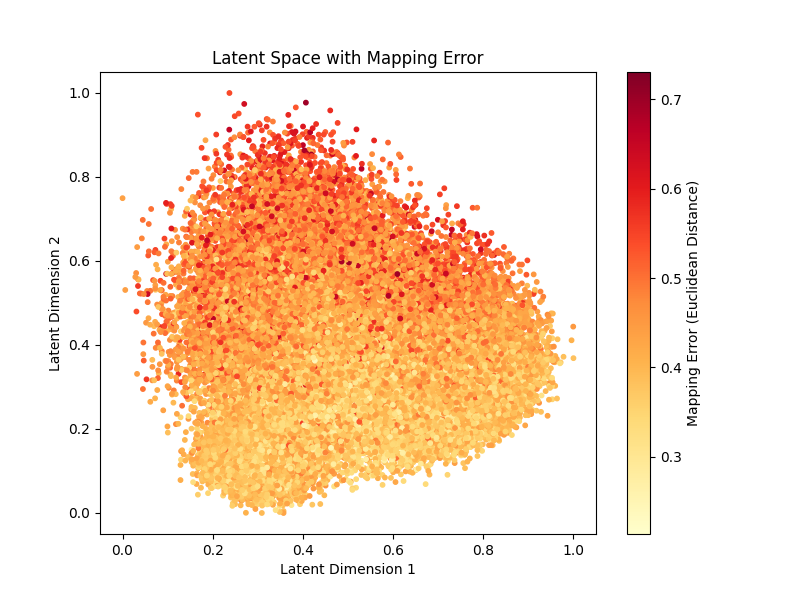 Latent Space with Mapping Error
1.0
0.8
0.6
0.4
0.2
0.0
Latent Dimension 2
0.0 0.2 0.4 0.6 0.8 1.0
Latent Dimension 1
0.7
0.6
0.5
0.4
0.3
Mapping Error (Euclidean Distance)